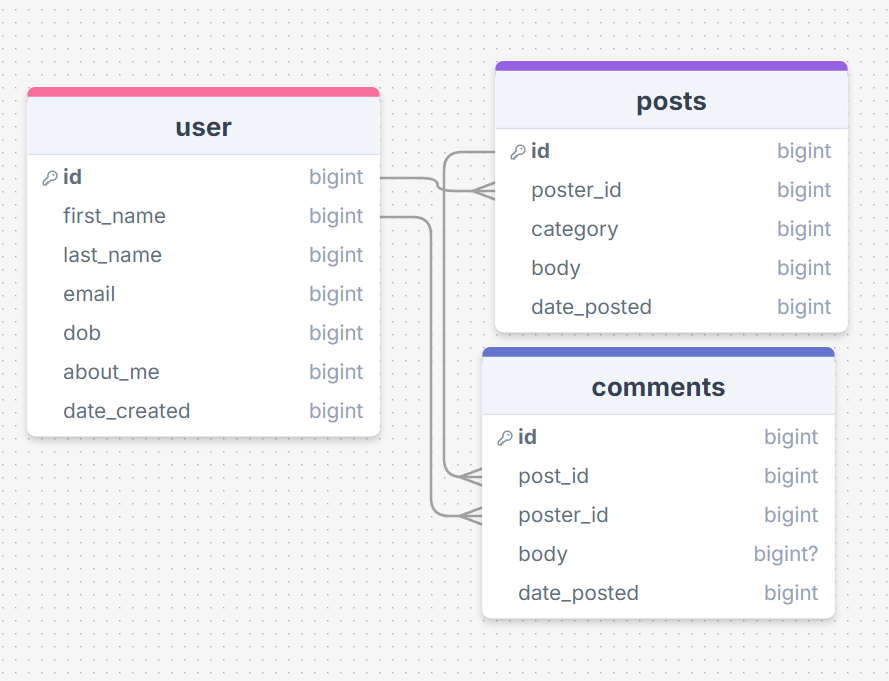 user
id bigint
first_name bigint
last_name bigint
email bigint
dob bigint
about_me bigint
date_created bigint
posts
id bigint
poster_id bigint
category bigint
body bigint
date_posted bigint
comments
id bigint
post_id bigint
poster_id bigint
body bigint?
date_posted bigint